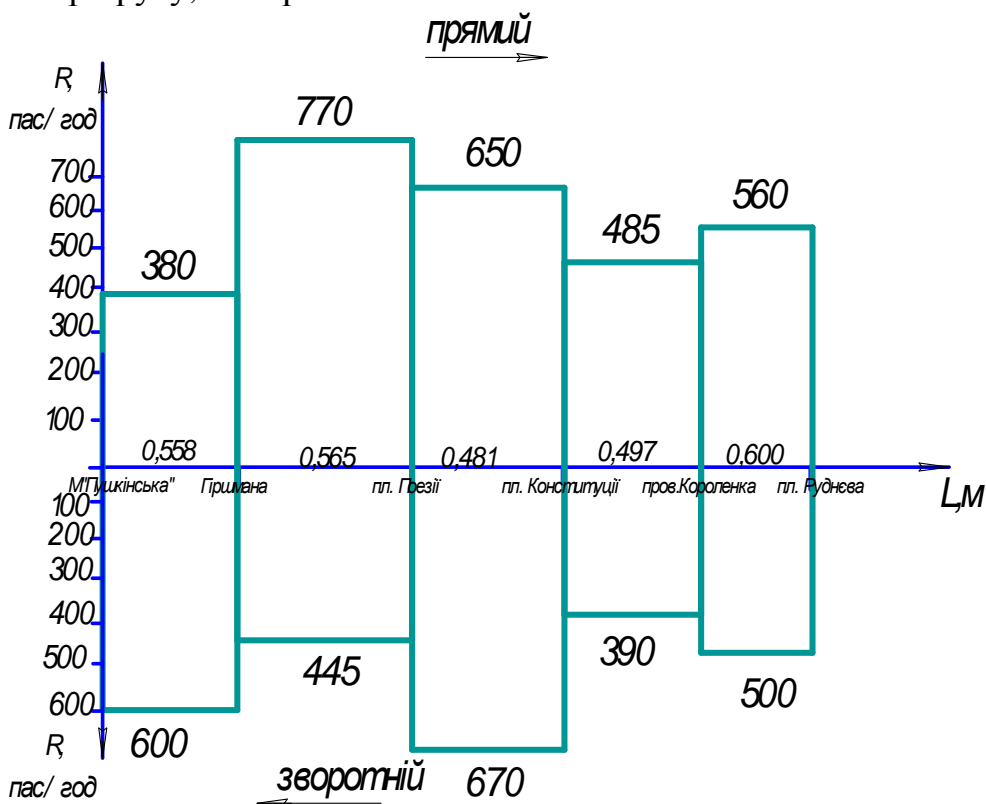 прямий
R,
пас/ год
770
650
700
600
560
500
485
400
380
300
200
100
0,558
0,565
0,481
0,497
0,600
М"Пушкінська"
Гіршмана
пл. Поезії
пл. Конституції
пров.Короленка
пл. Руднєва
L,м
100
200
300
400
390
500
445
500
600
R,
600
зворотній
670
пас/ год